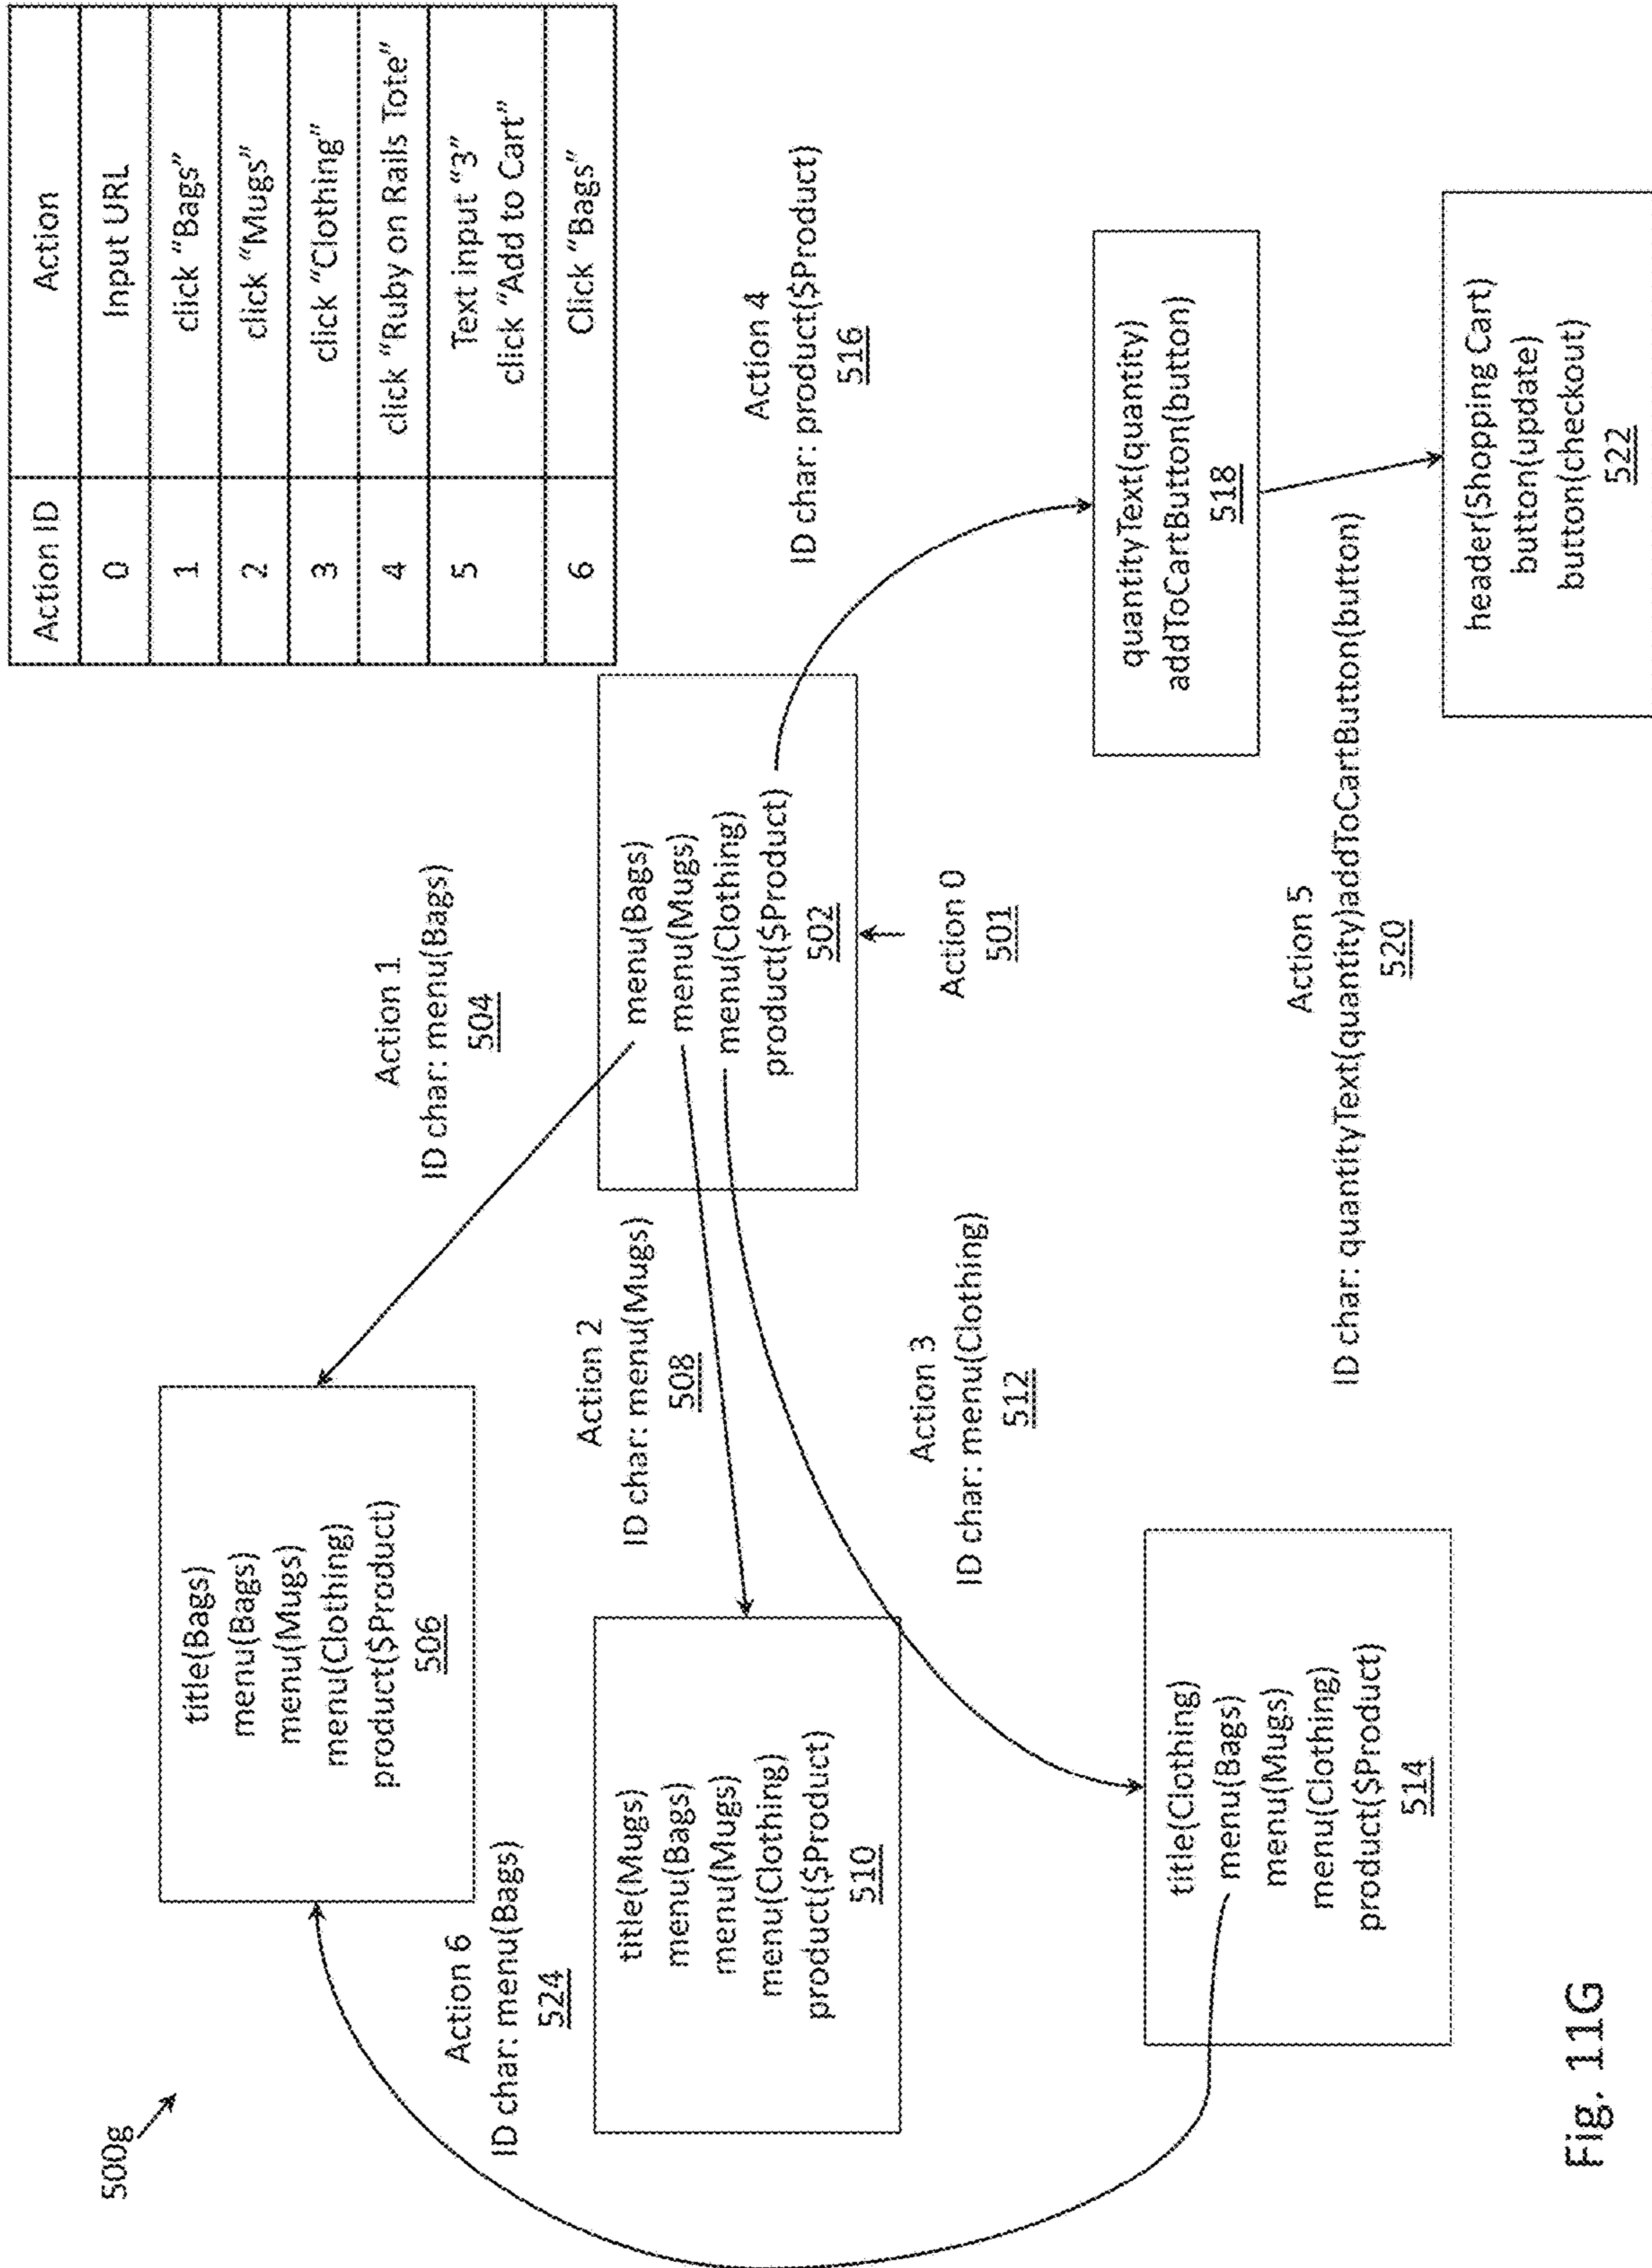 500g
Action ID Action
0 Input URL
1 click “Bags”
2 click “Mugs”
3 click “Clothing”
4 click “Ruby on Rails Tote”
5 Text input “3”
click “Add to Cart”
6 Click “Bags”
title(Bags)
menu(Bags)
menu(Mugs)
menu(Clothing)
product($Product)
506
Action 1
ID char: menu(Bags)
504
Action 6
ID char: menu(Bags)
524
Action 2
ID char: menu(Mugs)
508
title(Mugs)
menu(Bags)
menu(Mugs)
menu(Clothing)
product($Product)
510
menu(Bags)
menu(Mugs)
menu(Clothing)
product($Product)
502
Action 4
ID char: product($Product)
516
Action 3
ID char: menu(Clothing)
512
Action 0
501
quantityText(quantity)
addToCartButton(button)
518
title(Clothing)
menu(Bags)
menu(Mugs)
menu(Clothing)
product($Product)
514
Action 5
ID char: quantityText(quantity)addToCartButton(button)
520
header(Shopping Cart)
button(update)
button(checkout)
522
Fig. 11G